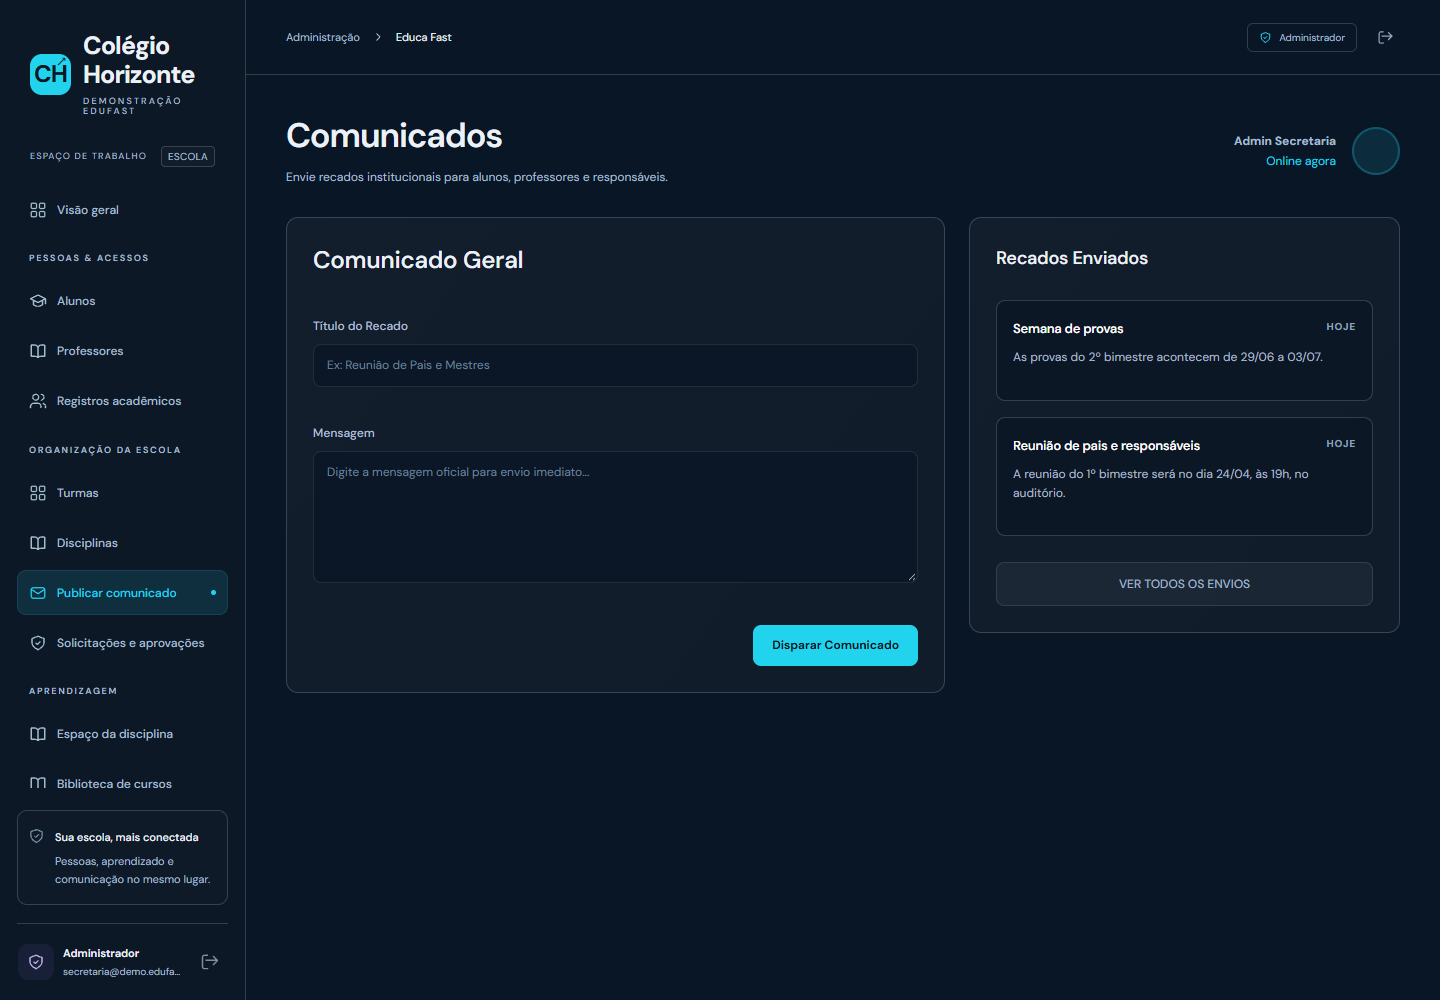 CH
Colégio
Horizonte
DEMONSTRAÇÃO
EDUFAST
ESPAÇO DE TRABALHO
ESCOLA
Visão geral
PESSOAS & ACESSOS
Alunos
Professores
Registros acadêmicos
ORGANIZAÇÃO DA ESCOLA
Turmas
Disciplinas
Publicar comunicado
Solicitações e aprovações
APRENDIZAGEM
Espaço da disciplina
Biblioteca de cursos
Sua escola, mais conectada
Pessoas, aprendizado e
comunicação no mesmo lugar.
Administrador
secretaria@demo.edufa...
Administração > Educa Fast
Administrador
Comunicados
Envie recados institucionais para alunos, professores e responsáveis.
Admin Secretaria
Online agora
Comunicado Geral
Título do Recado
Ex: Reunião de Pais e Mestres
Mensagem
Digite a mensagem oficial para envio imediato...
Disparar Comunicado
Recados Enviados
Semana de provas
HOJE
As provas do 2º bimestre acontecem de 29/06 a 03/07.
Reunião de pais e responsáveis
HOJE
A reunião do 1º bimestre será no dia 24/04, às 19h, no
auditório.
VER TODOS OS ENVIOS